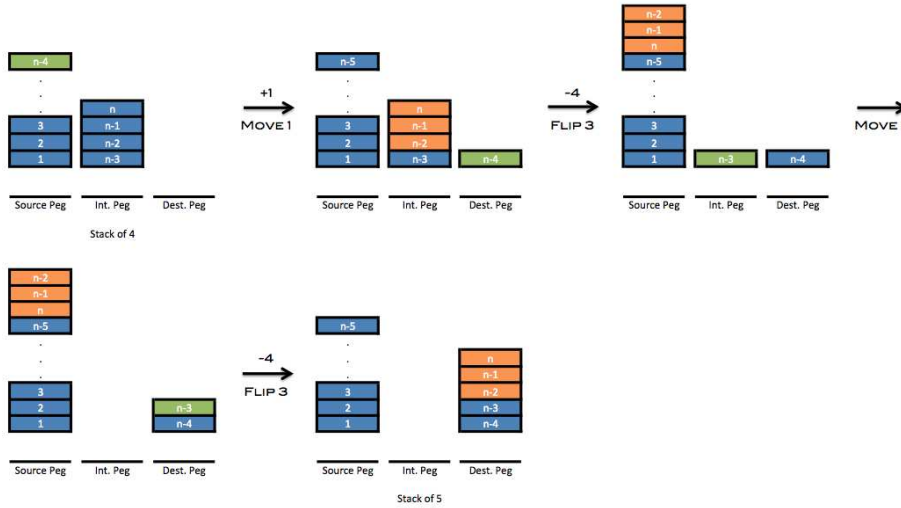 n-4
.
.
.
3
2
1
n
n-1
n-2
n-3
Source Peg
Int. Peg
Dest. Peg
Stack of 4
+1
MOVE 1
n-5
.
.
.
3
2
1
n
n-1
n-2
n-3
n-4
Source Peg
Int. Peg
Dest. Peg
-4
FLIP 3
n-2
n-1
n
n-5
.
.
.
3
2
1
n-3
n-4
Source Peg
Int. Peg
Dest. Peg
MOVE
n-2
n-1
n
n-5
.
.
.
3
2
1
n-3
n-4
Source Peg
Int. Peg
Dest. Peg
-4
FLIP 3
n-5
.
.
.
3
2
1
n
n-1
n-2
n-3
n-4
Source Peg
Int. Peg
Dest. Peg
Stack of 5